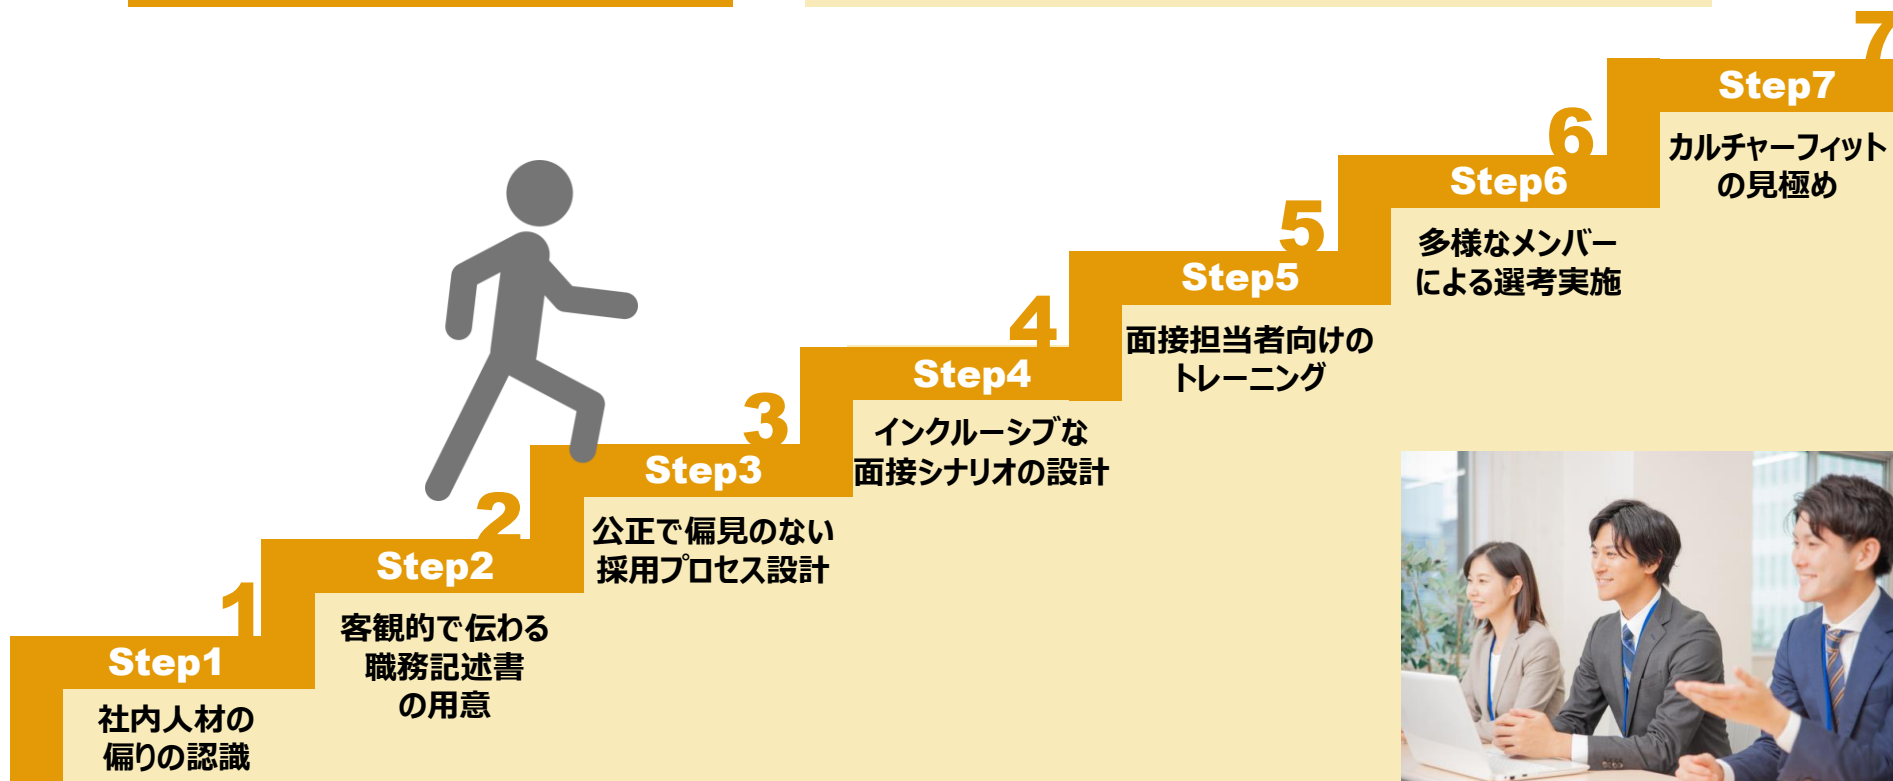 1
Step1
社内人材の
偏りの認識
2
Step2
客観的で伝わる
職務記述書
の用意
3
Step3
公正で偏見のない
採用プロセス設計
4
Step4
インクルーシブな
面接シナリオの設計
5
Step5
面接担当者向けの
トレーニング
6
Step6
多様なメンバー
による選考実施
7
Step7
カルチャーフィット
の見極め